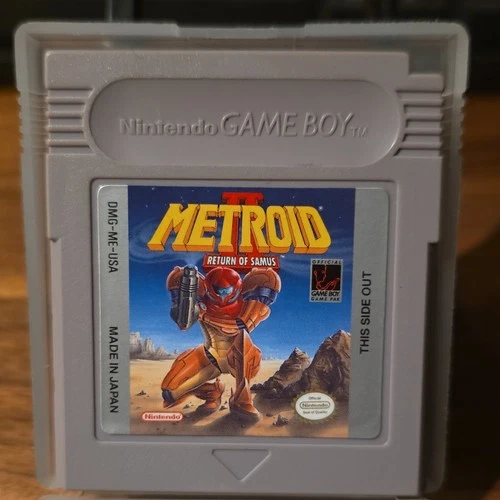 Nintendo GAME BOY TM
II
METROID
RETURN OF SAMUS
DMG-ME-USA
MADE IN JAPAN
OFFICIAL
GAME BOY
GAME PAK
THIS SIDE OUT
Nintendo
Official
Nintendo
Seal of Quality